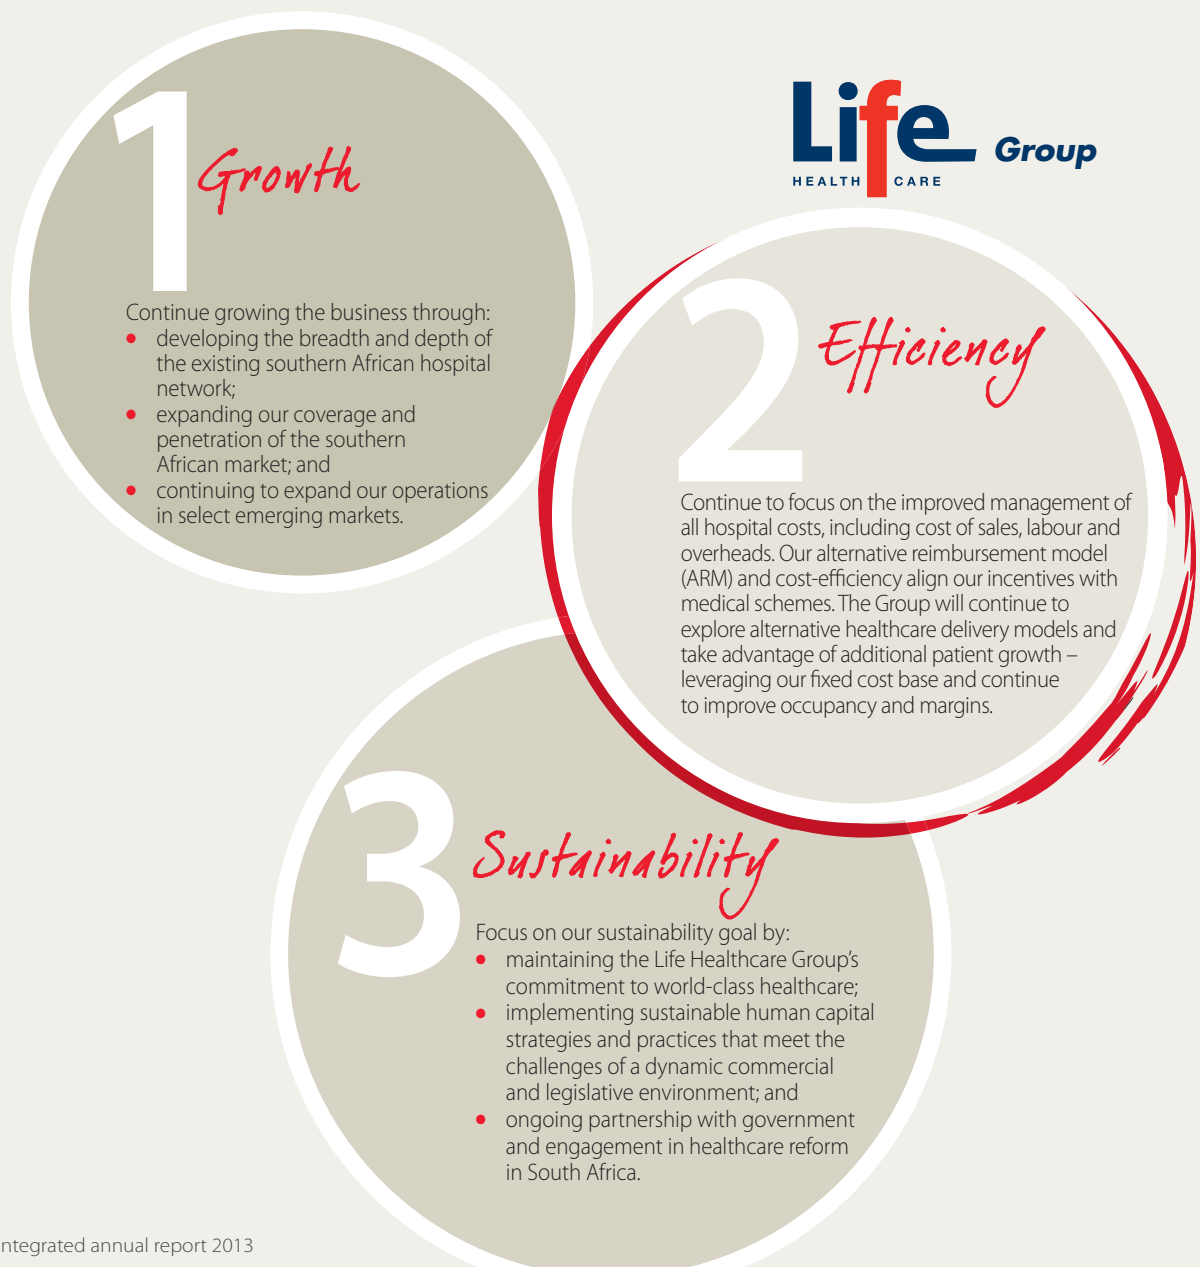 1
Growth
Continue growing the business through:
• developing the breadth and depth of
the existing southern African hospital
network;
• expanding our coverage and
penetration of the southern
African market; and
• continuing to expand our operations
in select emerging markets.
Life Group
HEALTH CARE
2
Efficiency
Continue to focus on the improved management of
all hospital costs, including cost of sales, labour and
overheads. Our alternative reimbursement model
(ARM) and cost-efficiency align our incentives with
medical schemes. The Group will continue to
explore alternative healthcare delivery models and
take advantage of additional patient growth –
leveraging our fixed cost base and continue
to improve occupancy and margins.
3
Sustainability
Focus on our sustainability goal by:
• maintaining the Life Healthcare Group's
commitment to world-class healthcare;
• implementing sustainable human capital
strategies and practices that meet the
challenges of a dynamic commercial
and legislative environment; and
• ongoing partnership with government
and engagement in healthcare reform
in South Africa.
ntegrated annual report 2013